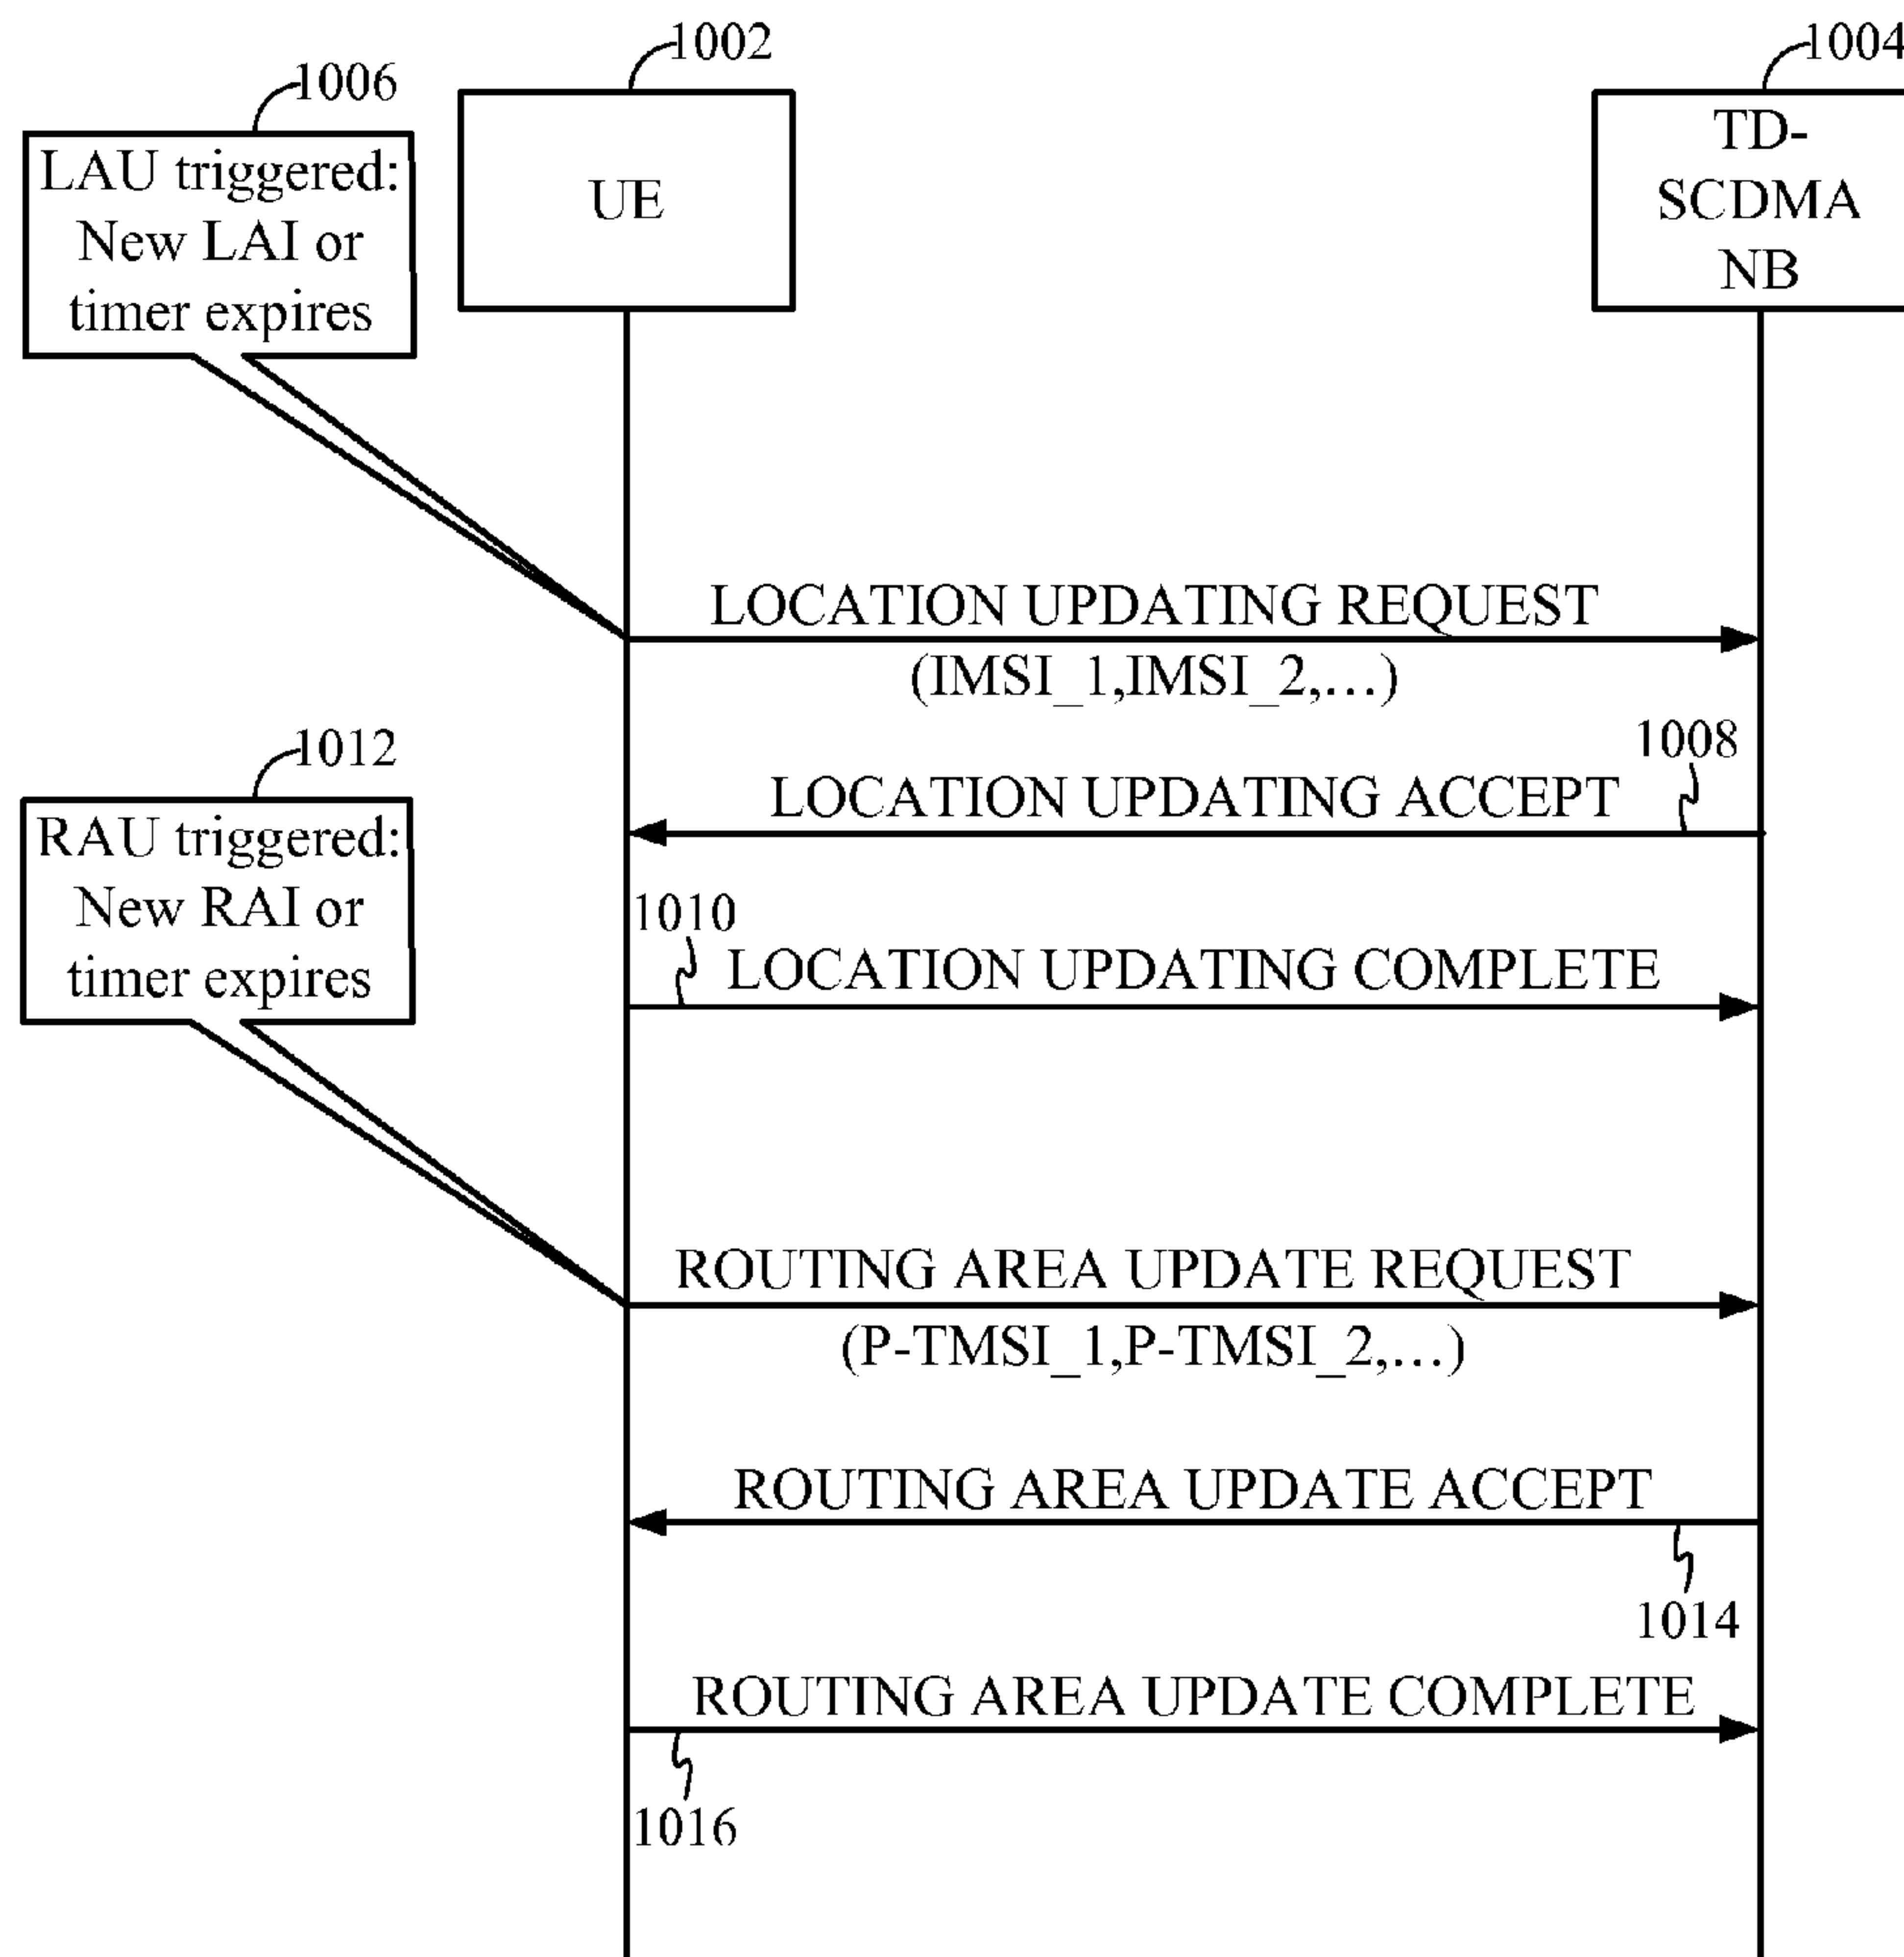 1002
1004
1006
LAU triggered:
New LAI or
timer expires
UE
TD-
SCDMA
NB
LOCATION UPDATING REQUEST
(IMSI_1,IMSI_2,...)
1008
LOCATION UPDATING ACCEPT
1012
RAU triggered:
New RAI or
timer expires
1010
LOCATION UPDATING COMPLETE
ROUTING AREA UPDATE REQUEST
(P-TMSI_1,P-TMSI_2,...)
ROUTING AREA UPDATE ACCEPT
1014
ROUTING AREA UPDATE COMPLETE
1016